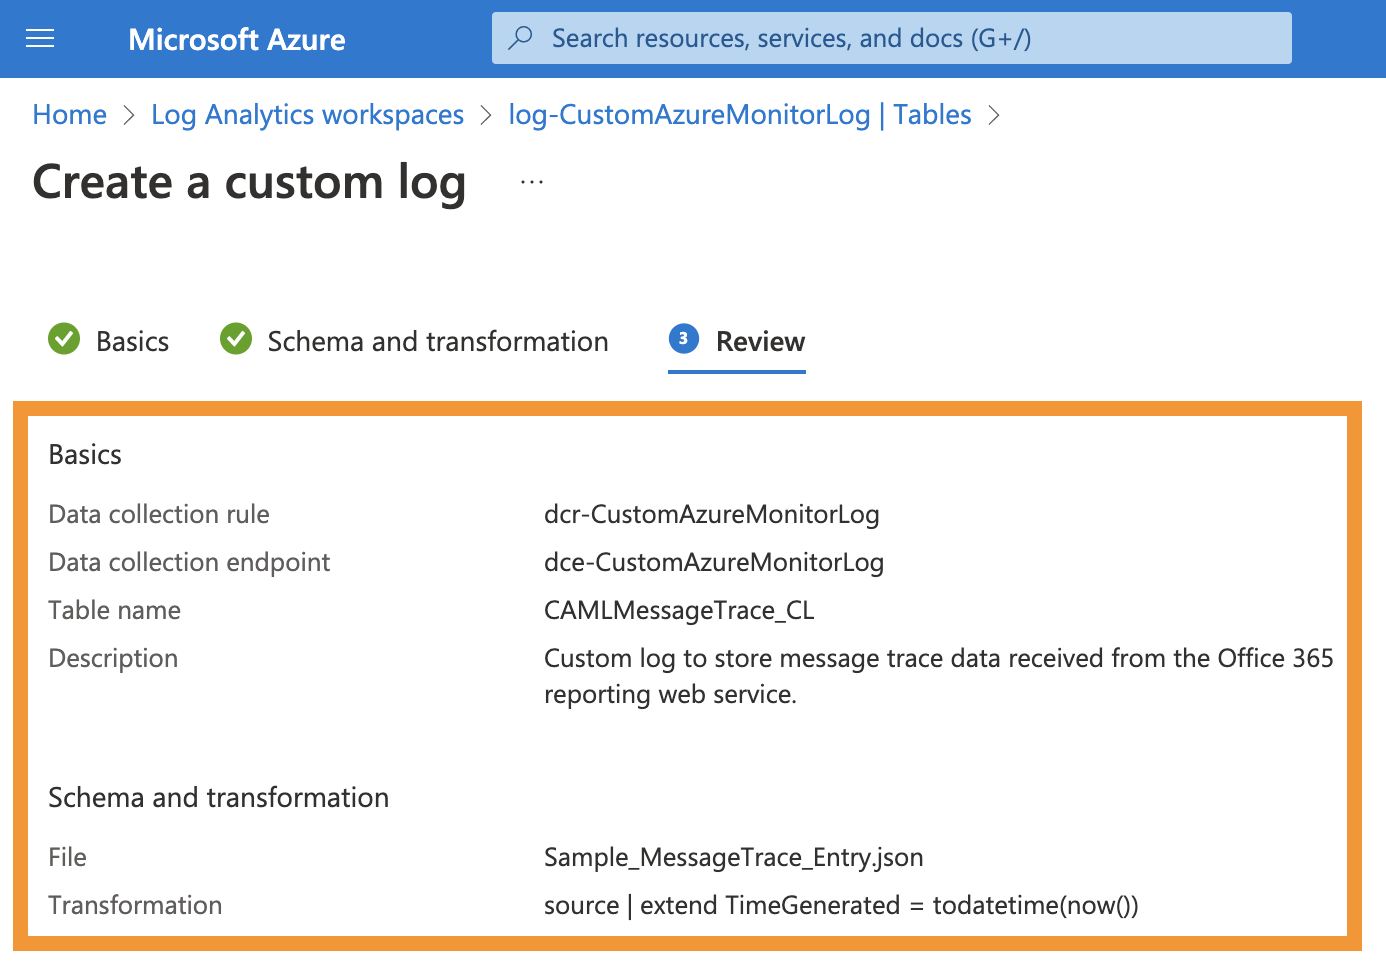 Microsoft Azure
Search resources, services, and docs (G+/)
Home > Log Analytics workspaces > log-CustomAzureMonitorLog | Tables >
Create a custom log ...
Basics
Schema and transformation
3 Review
Basics
Data collection rule dcr-CustomAzureMonitorLog
Data collection endpoint dce-CustomAzureMonitorLog
Table name CAMLMessageTrace_CL
Description Custom log to store message trace data received from the Office 365
reporting web service.
Schema and transformation
File Sample_MessageTrace_Entry.json
Transformation source | extend TimeGenerated = todatetime(now())